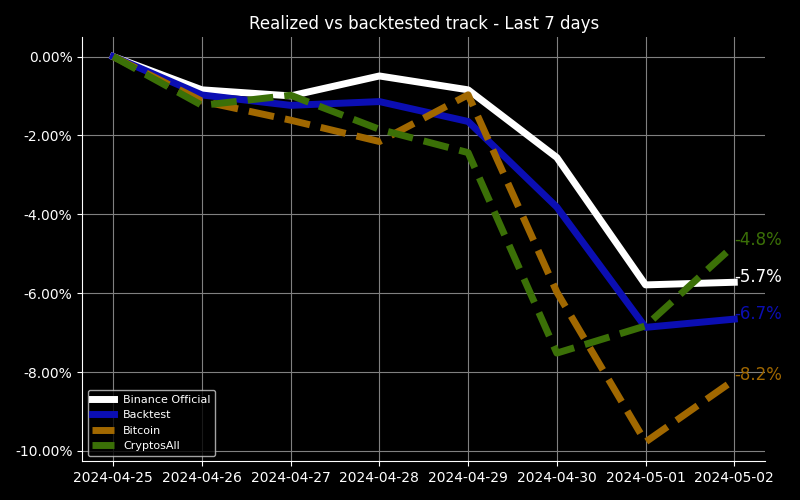 Realized vs backtested track - Last 7 days
0.00%
-2.00%
-4.00%
-6.00%
-8.00%
-10.00%
-4.8%
-5.7%
-6.7%
-8.2%
Binance Official
Backtest
Bitcoin
CryptosAll
2024-04-25 2024-04-26 2024-04-27 2024-04-28 2024-04-29 2024-04-30 2024-05-01 2024-05-02